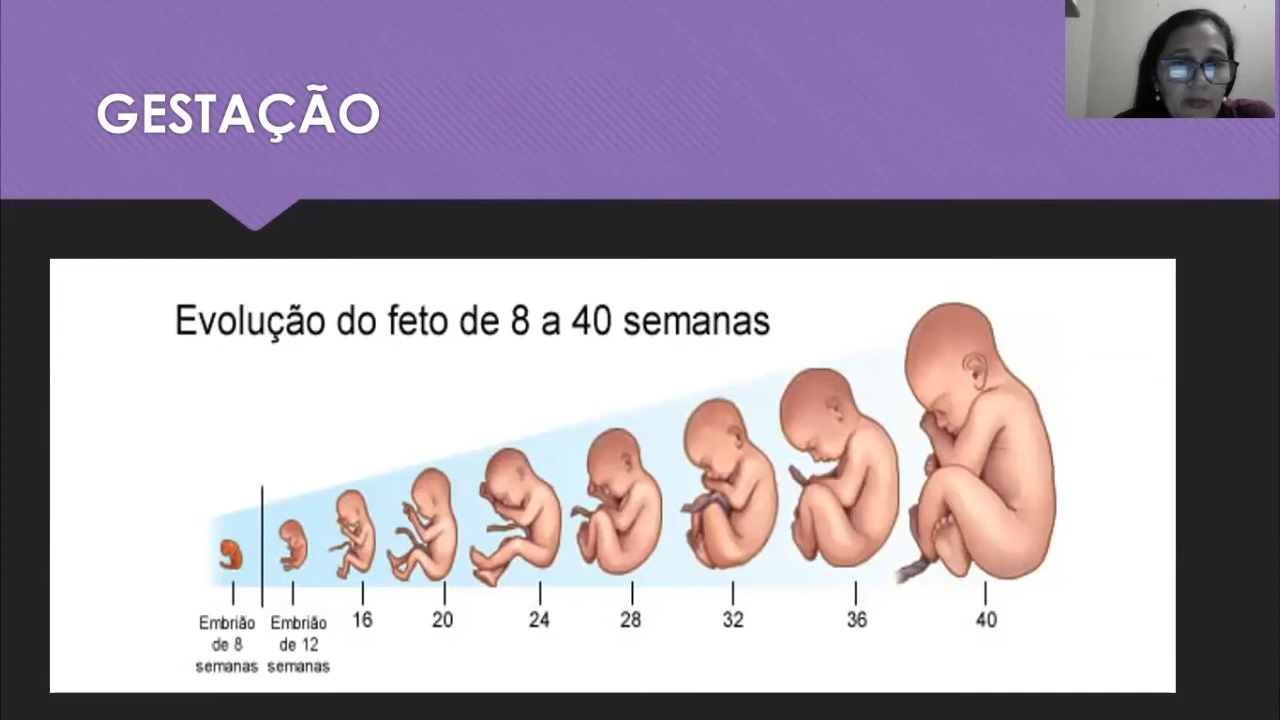 GESTAÇÃO
Evolução do feto de 8 a 40 semanas
Embrião de 8 semanas
Embrião de 12 semanas
16
20
24
28
32
36
40